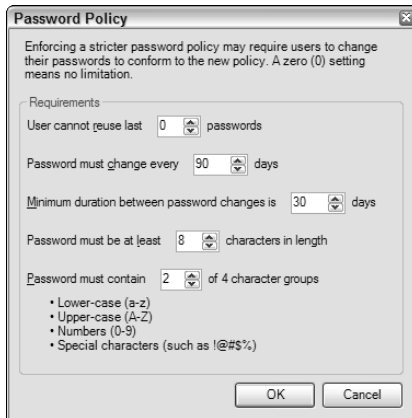 Password Policy
Enforcing a stricter password policy may require users to change
their passwords to conform to the new policy. A zero (0) setting
means no limitation.
Requirements
User cannot reuse last 0 passwords
Password must change every 90 days
Minimum duration between password changes is 30 days
Password must be at least 8 characters in length
Password must contain 2 of 4 character groups
• Lower-case (a-z)
• Upper-case (A-Z)
• Numbers (0-9)
• Special characters (such as !@#$%)
OK Cancel